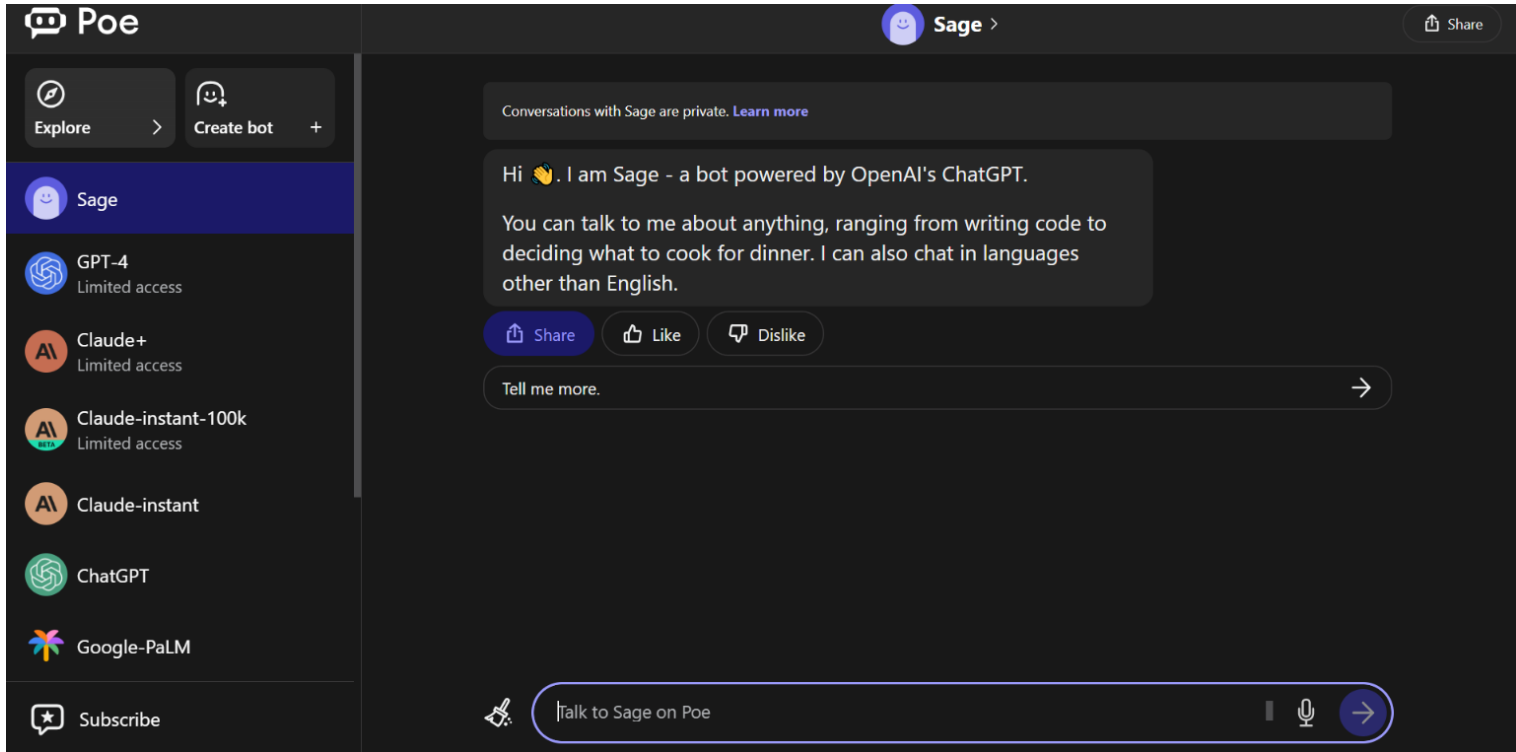 Poe
Explore
Create bot
Sage
GPT-4
Limited access
Claude+
Limited access
Claude-instant-100k
Limited access
Claude-instant
ChatGPT
Google-PaLM
Subscribe
Sage
Share
Conversations with Sage are private. Learn more
Hi 👋. I am Sage - a bot powered by OpenAI's ChatGPT.
You can talk to me about anything, ranging from writing code to
deciding what to cook for dinner. I can also chat in languages
other than English.
Share Like Dislike
Tell me more.
Talk to Sage on Poe